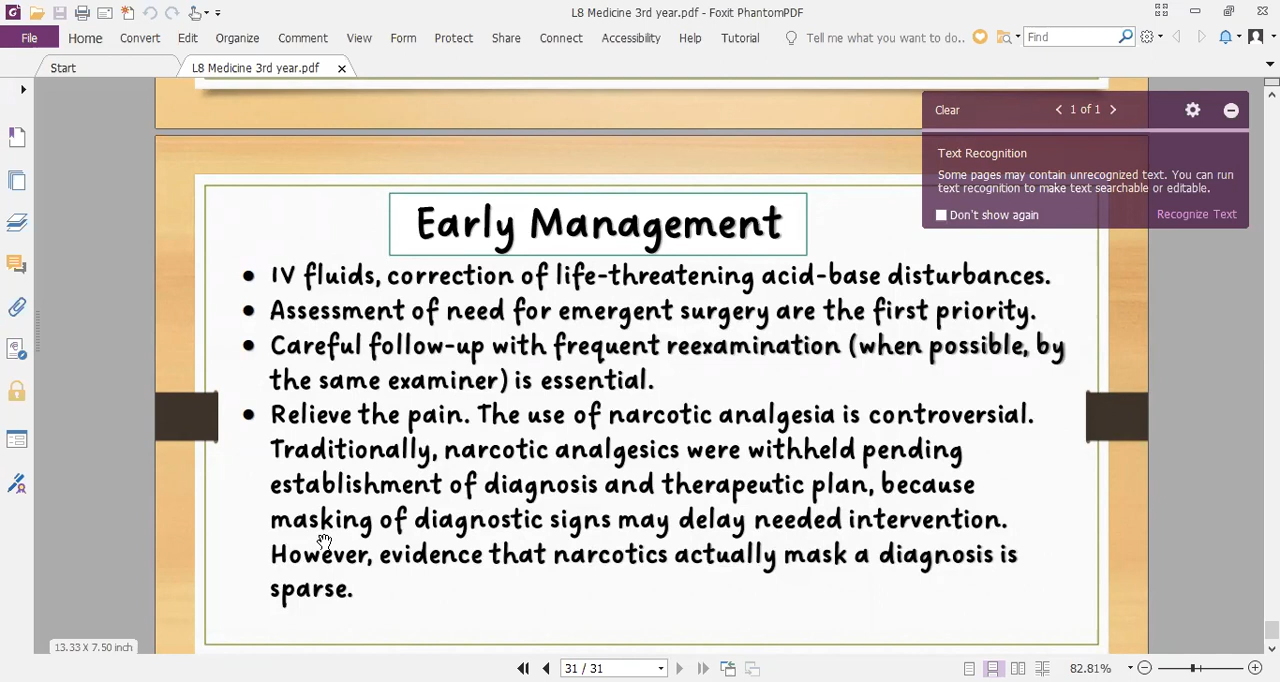 L8 Medicine 3rd year.pdf - Foxit PhantomPDF
File Home Convert Edit Organize Comment View Form Protect Share Connect Accessibility Help Tutorial Tell me what you want to do.. Find
Start L8 Medicine 3rd year.pdf
Clear 1 of 1
Text Recognition
Some pages may contain unrecognized text. You can run
text recognition to make text searchable or editable.
Don't show again Recognize Text
Early Management
• IV fluids, correction of life-threatening acid-base disturbances.
• Assessment of need for emergent surgery are the first priority.
• Careful follow-up with frequent reexamination (when possible, by
the same examiner) is essential.
• Relieve the pain. The use of narcotic analgesia is controversial.
Traditionally, narcotic analgesics were withheld pending
establishment of diagnosis and therapeutic plan, because
masking of diagnostic signs may delay needed intervention.
However, evidence that narcotics actually mask a diagnosis is
sparse.
13.33 X 7.50 inch
31 / 31 82.81%